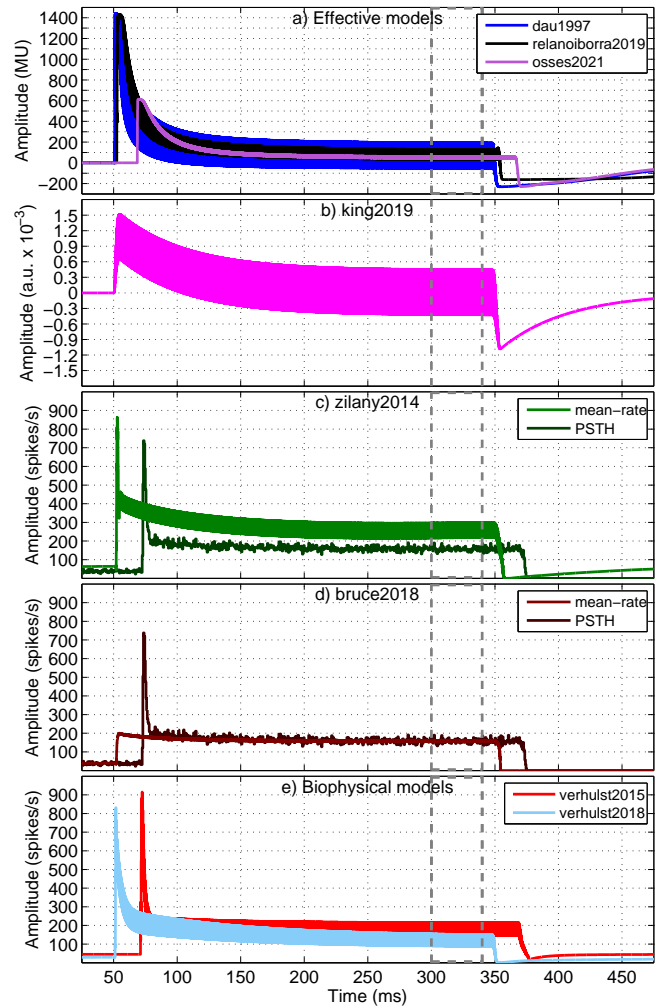 a) Effective models
dau1997
relanoiborra2019
osses2021
Amplitude (MU)
1400
1200
1000
800
600
400
200
0
−200
b) king2019
Amplitude (a.u. x 10−3)
1.5
1.2
0.9
0.6
0.3
−0.3
−0.6
−0.9
−1.2
−1.5
c) zilany2014
mean−rate
PSTH
Amplitude (spikes/s)
900
800
700
600
500
400
300
200
100
d) bruce2018
mean−rate
PSTH
Amplitude (spikes/s)
900
800
700
600
500
400
300
200
100
e) Biophysical models
verhulst2015
verhulst2018
Amplitude (spikes/s)
900
800
700
600
500
400
300
200
100
50 100 150 200 250 300 350 400 450
Time (ms)